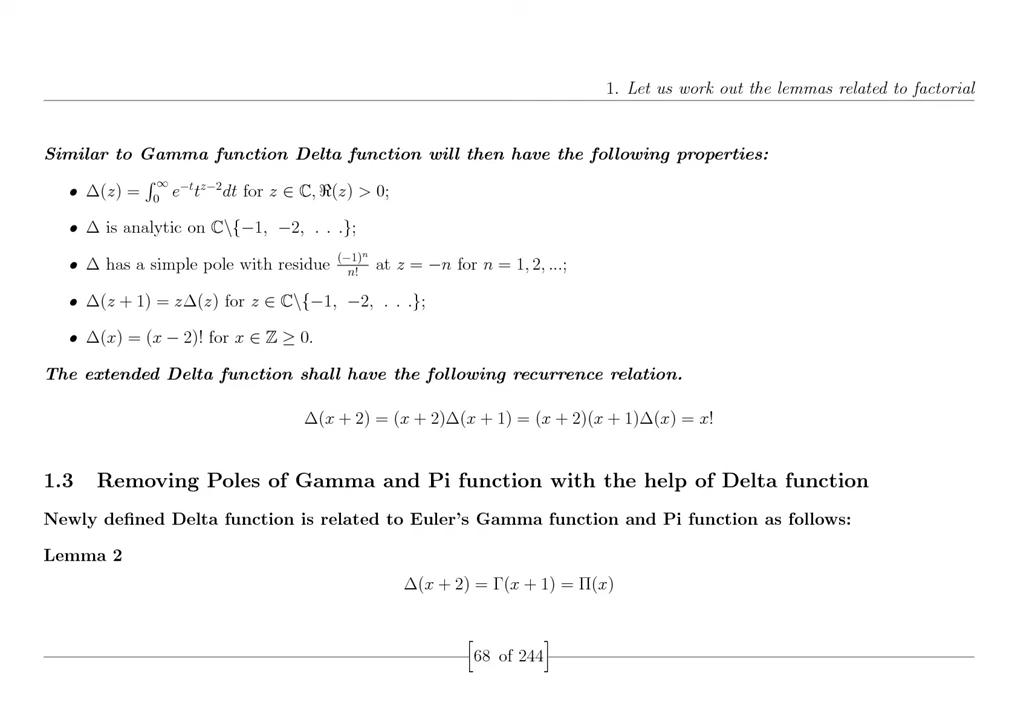 1. Let us work out the lemmas related to factorial
Similar to Gamma function Delta function will then have the following properties:
• Δ(z) = ∫₀^∞ e^{−t}t^{z−2}dt for z ∈ ℂ, ℜ(z) > 0;
• Δ is analytic on ℂ\{−1, −2, . . .};
• Δ has a simple pole with residue (−1)^n/n! at z = −n for n = 1, 2, ...;
• Δ(z + 1) = zΔ(z) for z ∈ ℂ\{−1, −2, . . .};
• Δ(x) = (x − 2)! for x ∈ ℤ ≥ 0.
The extended Delta function shall have the following recurrence relation.
Δ(x + 2) = (x + 2)Δ(x + 1) = (x + 2)(x + 1)Δ(x) = x!
1.3 Removing Poles of Gamma and Pi function with the help of Delta function
Newly defined Delta function is related to Euler's Gamma function and Pi function as follows:
Lemma 2
Δ(x + 2) = Γ(x + 1) = Π(x)
[68 of 244]